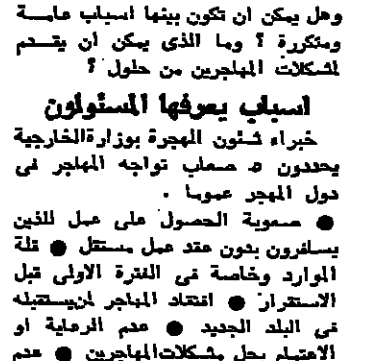 وهل يمكن ان تكون بينها اسباب عامة
ومتكررة ؟ وما الذى يمكن ان يقدم
لمشكلات المهاجرين من حلول ؟
اسباب يعرفها المسئولون
خبراء شئون الهجرة بوزارةالخارجية
يحددون ٥ صعاب تواجه المهاجر فى
دول المهجر عموما .
● صعوبة الحصول على عمل للذين
يسافرون بدون عقد عمل مستقل ● قلة
الموارد وخاصة فى الفترة الاولى قبل
الاستقرار ● افتقاد المهاجر لمن يستقبله
فى البلد الجديد ● عدم الرعاية او
الاهتمام بحل مشكلات المهاجرين ● عدم